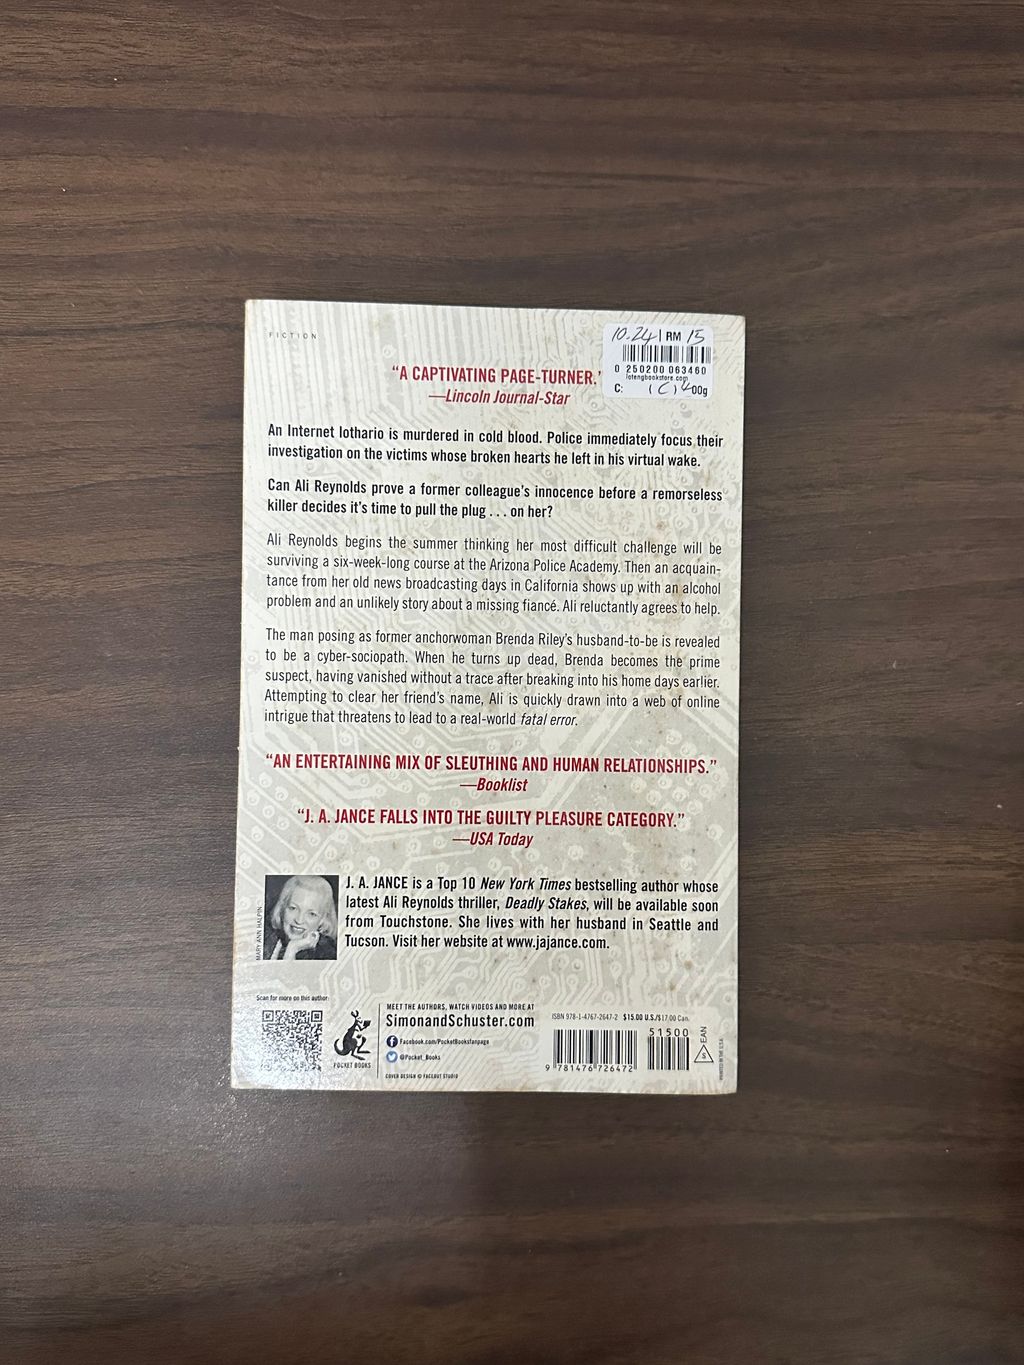 FICTION
10.24 | RM 15
0 250200 063460
lotengbookstore.com
C: 00g
“A CAPTIVATING PAGE-TURNER.”
—Lincoln Journal-Star
An Internet lothario is murdered in cold blood. Police immediately focus their
investigation on the victims whose broken hearts he left in his virtual wake.
Can Ali Reynolds prove a former colleague’s innocence before a remorseless
killer decides it’s time to pull the plug . . . on her?
Ali Reynolds begins the summer thinking her most difficult challenge will be
surviving a six-week-long course at the Arizona Police Academy. Then an acquain-
tance from her old news broadcasting days in California shows up with an alcohol
problem and an unlikely story about a missing fiancé. Ali reluctantly agrees to help.
The man posing as former anchorwoman Brenda Riley’s husband-to-be is revealed
to be a cyber-sociopath. When he turns up dead, Brenda becomes the prime
suspect, having vanished without a trace after breaking into his home days earlier.
Attempting to clear her friend’s name, Ali is quickly drawn into a web of online
intrigue that threatens to lead to a real-world fatal error.
“AN ENTERTAINING MIX OF SLEUTHING AND HUMAN RELATIONSHIPS.”
—Booklist
“J. A. JANCE FALLS INTO THE GUILTY PLEASURE CATEGORY.”
—USA Today
MARY ANN HALPIN
J. A. JANCE is a Top 10 New York Times bestselling author whose
latest Ali Reynolds thriller, Deadly Stakes, will be available soon
from Touchstone. She lives with her husband in Seattle and
Tucson. Visit her website at www.jajance.com.
Scan for more on this author:
POCKET BOOKS
MEET THE AUTHORS, WATCH VIDEOS AND MORE AT
SimonandSchuster.com
Facebook.com/PocketBooksfanpage
@Pocket_Books
COVER DESIGN © FACEOUT STUDIO
ISBN 978-1-4767-2647-2 $15.00 U.S./$17.00 Can.
51500
9 781476 726472
EAN
S
PRINTED IN THE U.S.A.